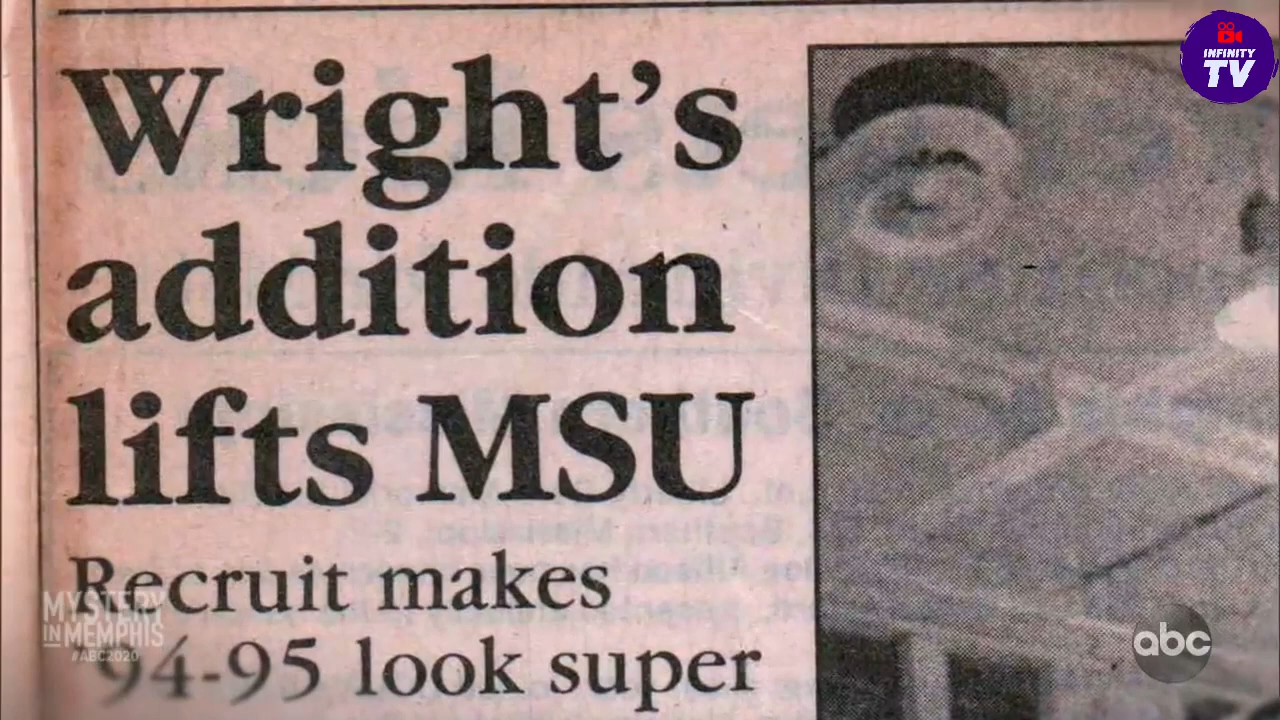 Wright's
addition
lifts MSU
Recruit makes
94-95 look super
MYSTERY
IN MEMPHIS
#ABC2020
abc
INFINITY
TV